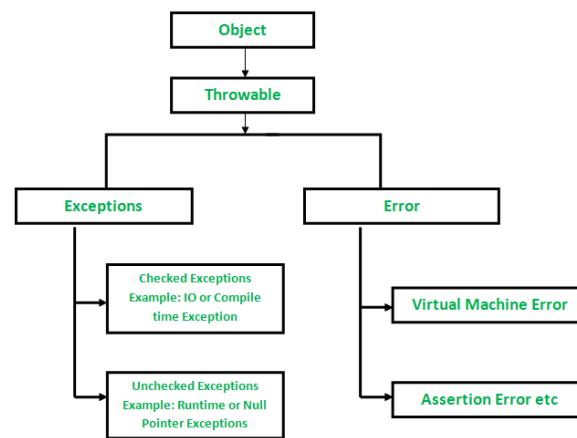 Object
Throwable
Exceptions
Error
Checked Exceptions
Example: IO or Compile
time Exception
Virtual Machine Error
Unchecked Exceptions
Example: Runtime or Null
Pointer Exceptions
Assertion Error etc